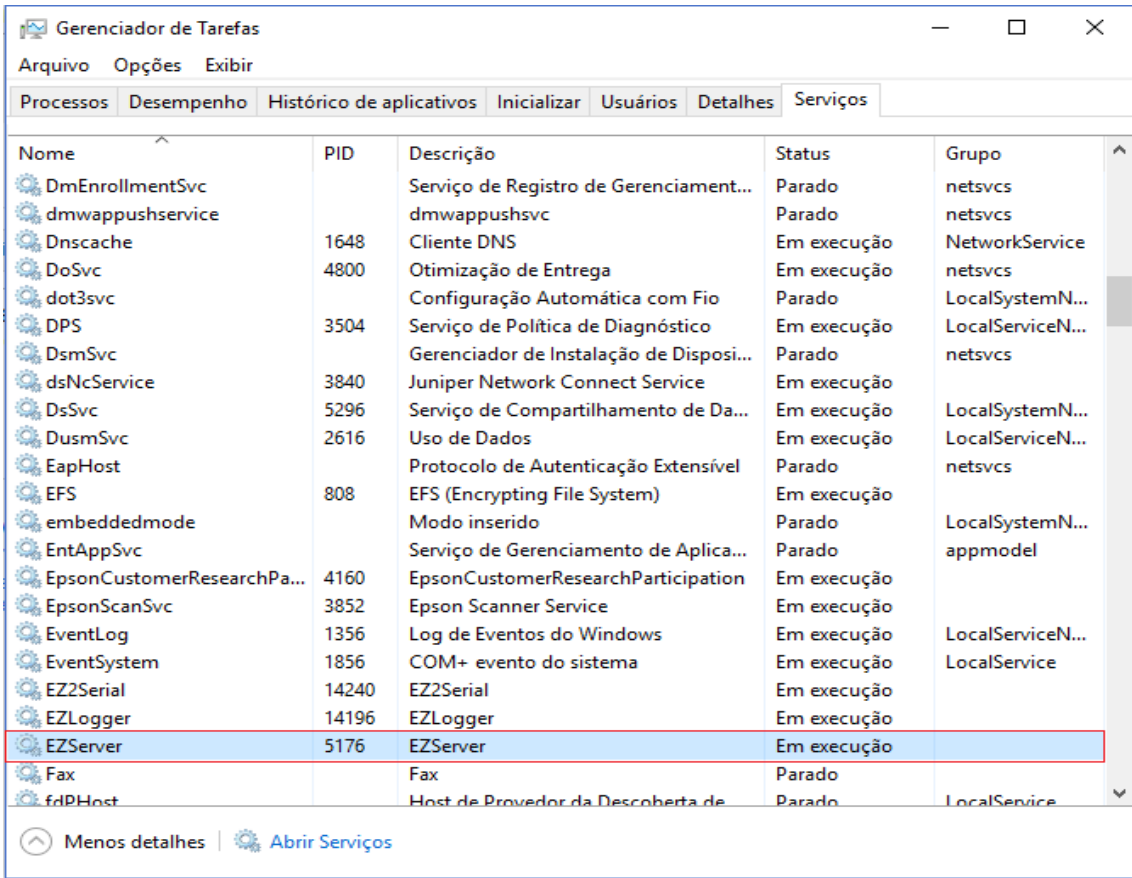 Gerenciador de Tarefas
Arquivo Opções Exibir
Processos Desempenho Histórico de aplicativos Inicializar Usuários Detalhes Serviços
Nome PID Descrição Status Grupo
DmEnrollmentSvc Serviço de Registro de Gerenciament... Parado netsvcs
dmwappushservice dmwappushsvc Parado netsvcs
Dnscache 1648 Cliente DNS Em execução NetworkService
DoSvc 4800 Otimização de Entrega Em execução netsvcs
dot3svc Configuração Automática com Fio Parado LocalSystemN...
DPS 3504 Serviço de Política de Diagnóstico Em execução LocalServiceN...
DsmSvc Gerenciador de Instalação de Disposi... Parado netsvcs
dsNcService 3840 Juniper Network Connect Service Em execução
DsSvc 5296 Serviço de Compartilhamento de Da... Em execução LocalSystemN...
DusmSvc 2616 Uso de Dados Em execução LocalServiceN...
EapHost Protocolo de Autenticação Extensível Parado netsvcs
EFS 808 EFS (Encrypting File System) Em execução
embeddedmode Modo inserido Parado LocalSystemN...
EntAppSvc Serviço de Gerenciamento de Aplica... Parado appmodel
EpsonCustomerResearchPa... 4160 EpsonCustomerResearchParticipation Em execução
EpsonScanSvc 3852 Epson Scanner Service Em execução
EventLog 1356 Log de Eventos do Windows Em execução LocalServiceN...
EventSystem 1856 COM+ evento do sistema Em execução LocalService
EZ2Serial 14240 EZ2Serial Em execução
EZLogger 14196 EZLogger Em execução
EZServer 5176 EZServer Em execução
Fax Fax Parado
fdPHost Host de Provedor da Descoberta de Parado LocalService
Menos detalhes Abrir Serviços